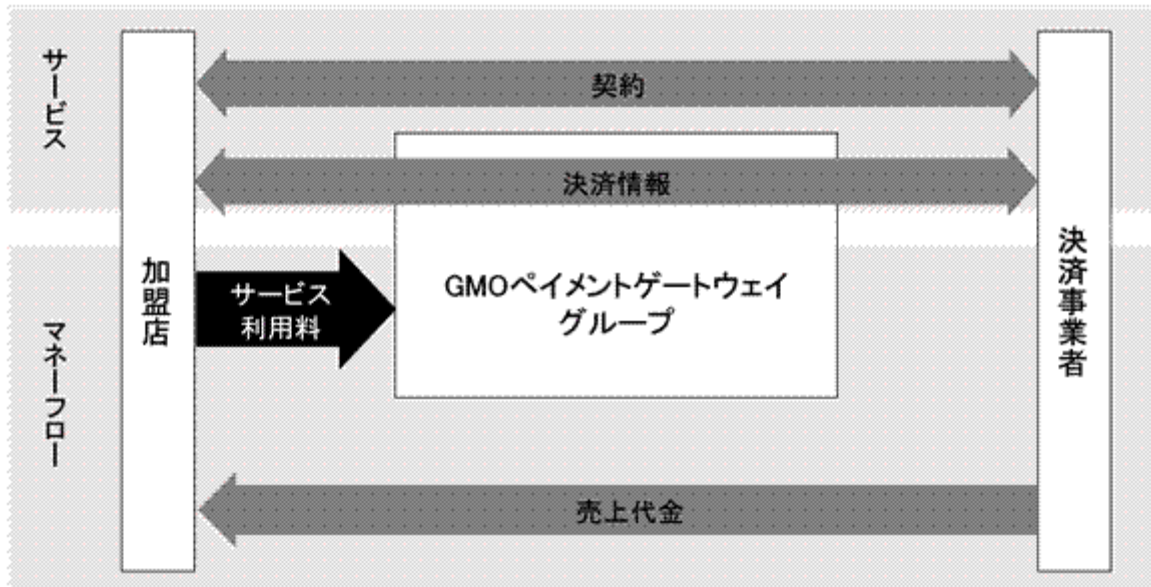 サービス
契約
決済情報
加盟店
決済事業者
マネーフロー
サービス
利用料
GMOペイメントゲートウェイ
グループ
売上代金